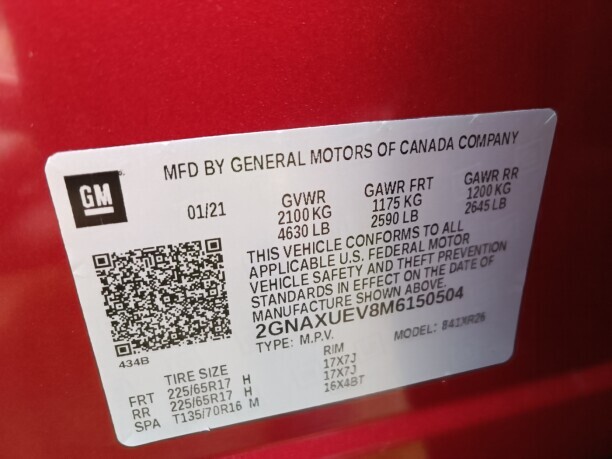 MFD BY GENERAL MOTORS OF CANADA COMPANY
GM
01/21
GVWR GAWR FRT GAWR RR
2100 KG 1175 KG 1200 KG
4630 LB 2590 LB 2645 LB
THIS VEHICLE CONFORMS TO ALL
APPLICABLE U.S. FEDERAL MOTOR
VEHICLE SAFETY AND THEFT PREVENTION
STANDARDS IN EFFECT ON THE DATE OF
MANUFACTURE SHOWN ABOVE.
2GNAXUEV8M6150504
TYPE: M.P.V. MODEL: 841XR26
434B
TIRE SIZE RIM
FRT 225/65R17 H 17X7J
RR 225/65R17 H 17X7J
SPA T135/70R16 M 16X4BT